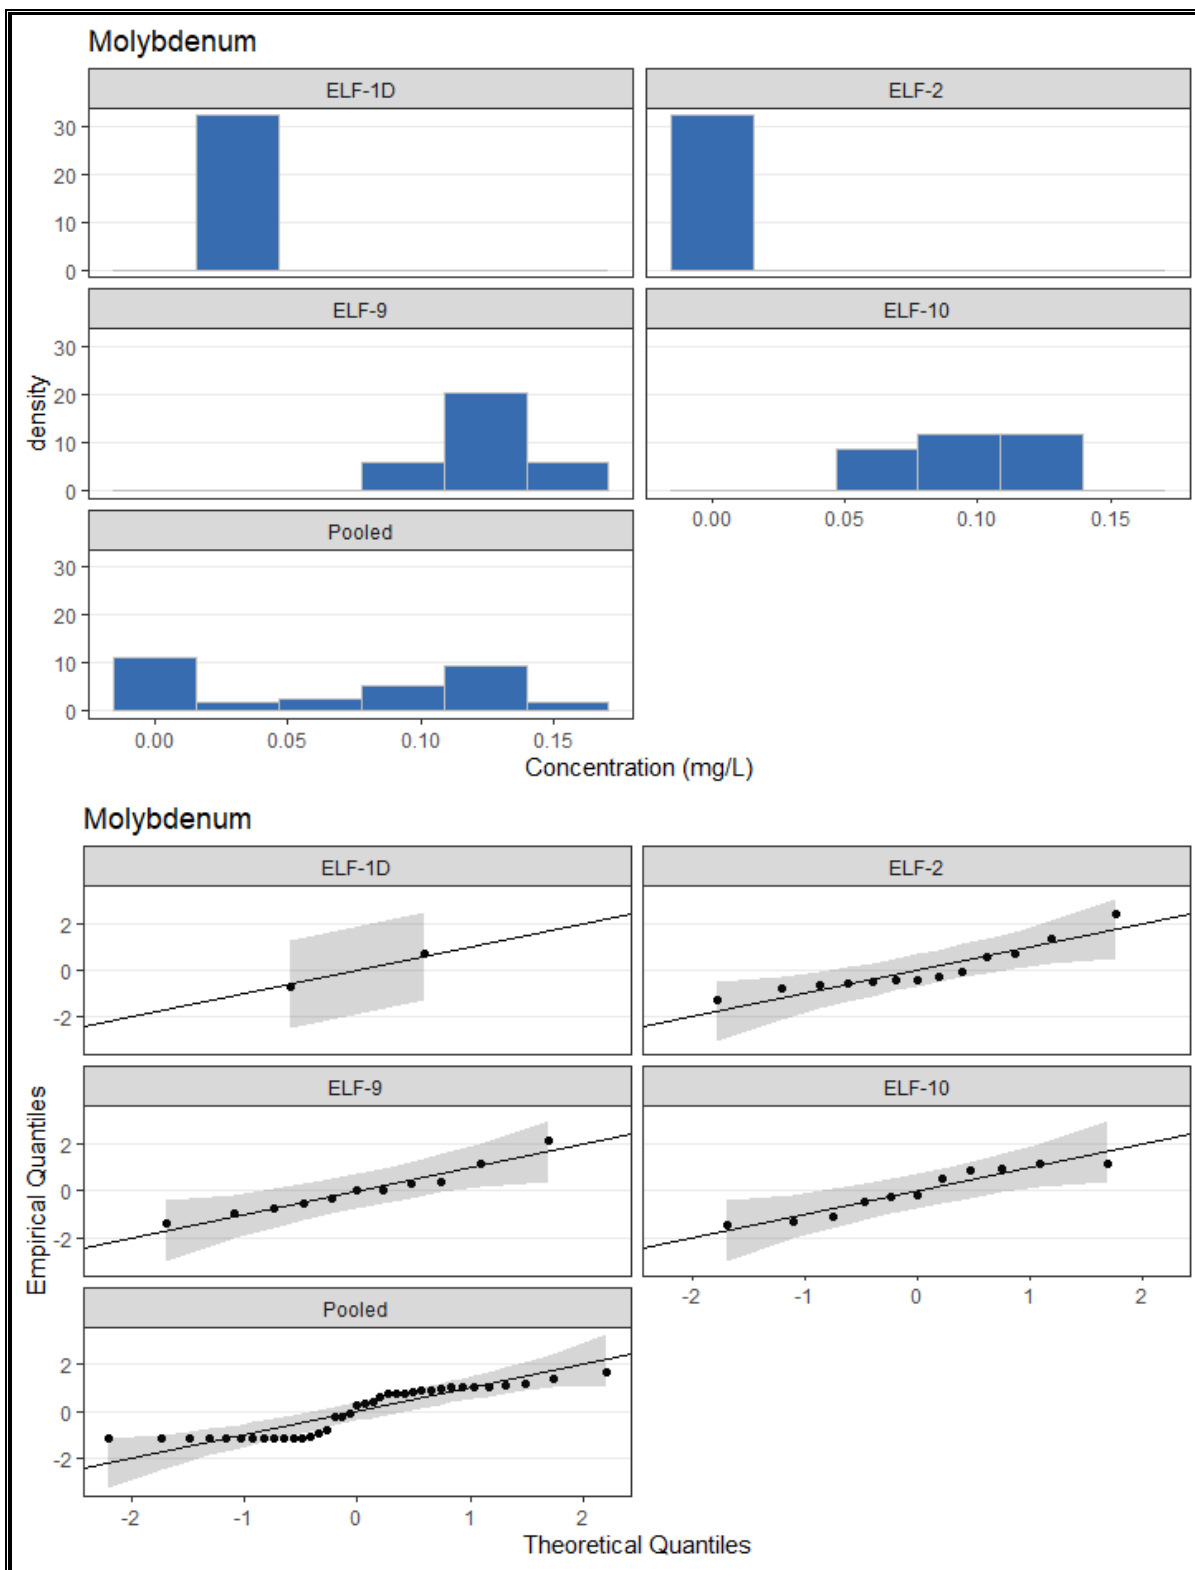 Molybdenum
ELF-1D
ELF-2
30
20
10
0
ELF-9
ELF-10
30
20
10
0
density
0.00 0.05 0.10 0.15
Pooled
30
20
10
0
0.00 0.05 0.10 0.15
Concentration (mg/L)
Molybdenum
ELF-1D
ELF-2
2
0
-2
ELF-9
ELF-10
2
0
-2
Empirical Quantiles
-2 -1 0 1 2
Pooled
2
0
-2
-2 -1 0 1 2
Theoretical Quantiles